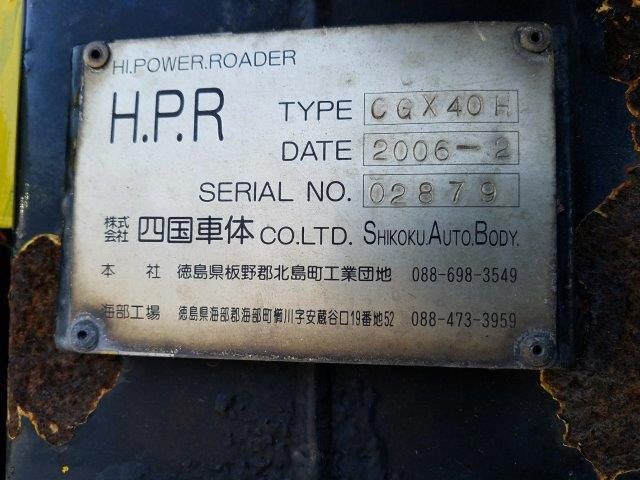 HI.POWER.ROADER
H.P.R
TYPE CGX40H
DATE 2006-2
SERIAL NO. 02879
株式会社 四国車体 CO.LTD. SHIKOKU.AUTO.BODY.
本 社 徳島県板野郡北島町工業団地 088-698-3549
海部工場 徳島県海部郡海部町櫛川字安蔵谷口19番地52 088-473-3959